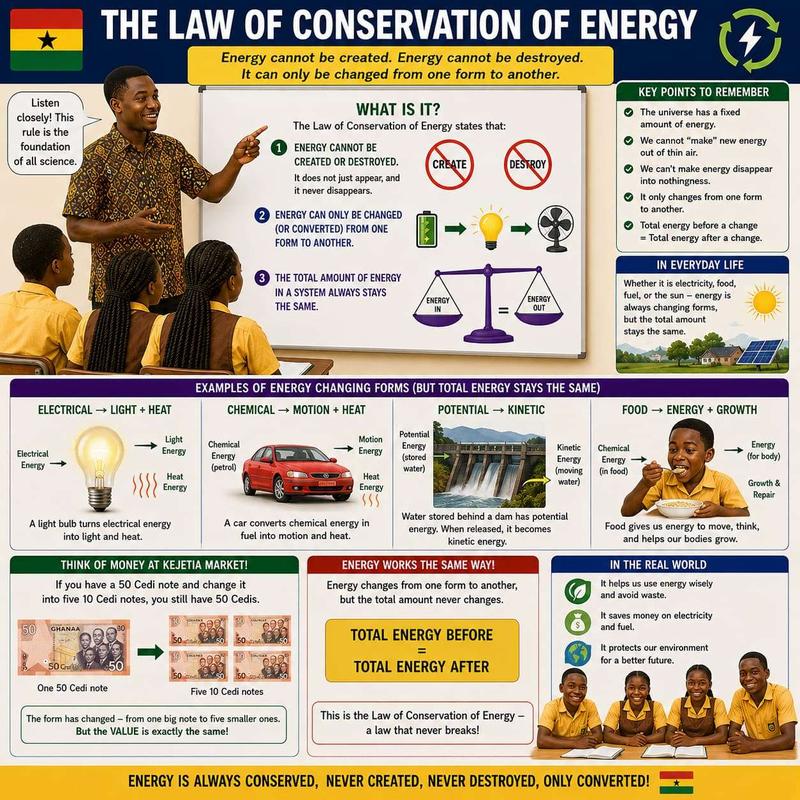 THE LAW OF CONSERVATION OF ENERGY
Energy cannot be created. Energy cannot be destroyed.
It can only be changed from one form to another.
Listen
closely! This
rule is the
foundation
of all science.
WHAT IS IT?
The Law of Conservation of Energy states that:
1 ENERGY CANNOT BE
CREATED OR DESTROYED.
It does not just appear, and
it never disappears.
CREATE
DESTROY
2 ENERGY CAN ONLY BE CHANGED
(OR CONVERTED) FROM ONE
FORM TO ANOTHER.
3 THE TOTAL AMOUNT OF ENERGY
IN A SYSTEM ALWAYS STAYS
THE SAME.
ENERGY
IN
=
ENERGY
OUT
KEY POINTS TO REMEMBER
The universe has a fixed
amount of energy.
We cannot “make” new energy
out of thin air.
We can’t make energy disappear
into nothingness.
It only changes from one form
to another.
Total energy before a change
= Total energy after a change.
IN EVERYDAY LIFE
Whether it is electricity, food,
fuel, or the sun – energy is
always changing forms,
but the total amount
stays the same.
EXAMPLES OF ENERGY CHANGING FORMS (BUT TOTAL ENERGY STAYS THE SAME)
ELECTRICAL → LIGHT + HEAT
Electrical
Energy
Light
Energy
Heat
Energy
A light bulb turns electrical energy
into light and heat.
CHEMICAL → MOTION + HEAT
Chemical
Energy
(petrol)
Motion
Energy
Heat
Energy
A car converts chemical energy in
fuel into motion and heat.
POTENTIAL → KINETIC
Potential
Energy
(stored
water)
Kinetic
Energy
(moving
water)
Water stored behind a dam has potential
energy. When released, it becomes
kinetic energy.
FOOD → ENERGY + GROWTH
Chemical
Energy
(in food)
Energy
(for body)
Growth &
Repair
Food gives us energy to move, think,
and helps our bodies grow.
THINK OF MONEY AT KEJETIA MARKET!
If you have a 50 Cedi note and change it
into five 10 Cedi notes, you still have 50 Cedis.
50
GHANAA
50
One 50 Cedi note
50
50
50
50
Five 10 Cedi notes
The form has changed – from one big note to five smaller ones.
But the VALUE is exactly the same!
ENERGY WORKS THE SAME WAY!
Energy changes from one form to another,
but the total amount never changes.
TOTAL ENERGY BEFORE
=
TOTAL ENERGY AFTER
This is the Law of Conservation of Energy –
a law that never breaks!
IN THE REAL WORLD
It helps us use energy wisely
and avoid waste.
It saves money on electricity
and fuel.
It protects our environment
for a better future.
ENERGY IS ALWAYS CONSERVED, NEVER CREATED, NEVER DESTROYED, ONLY CONVERTED!